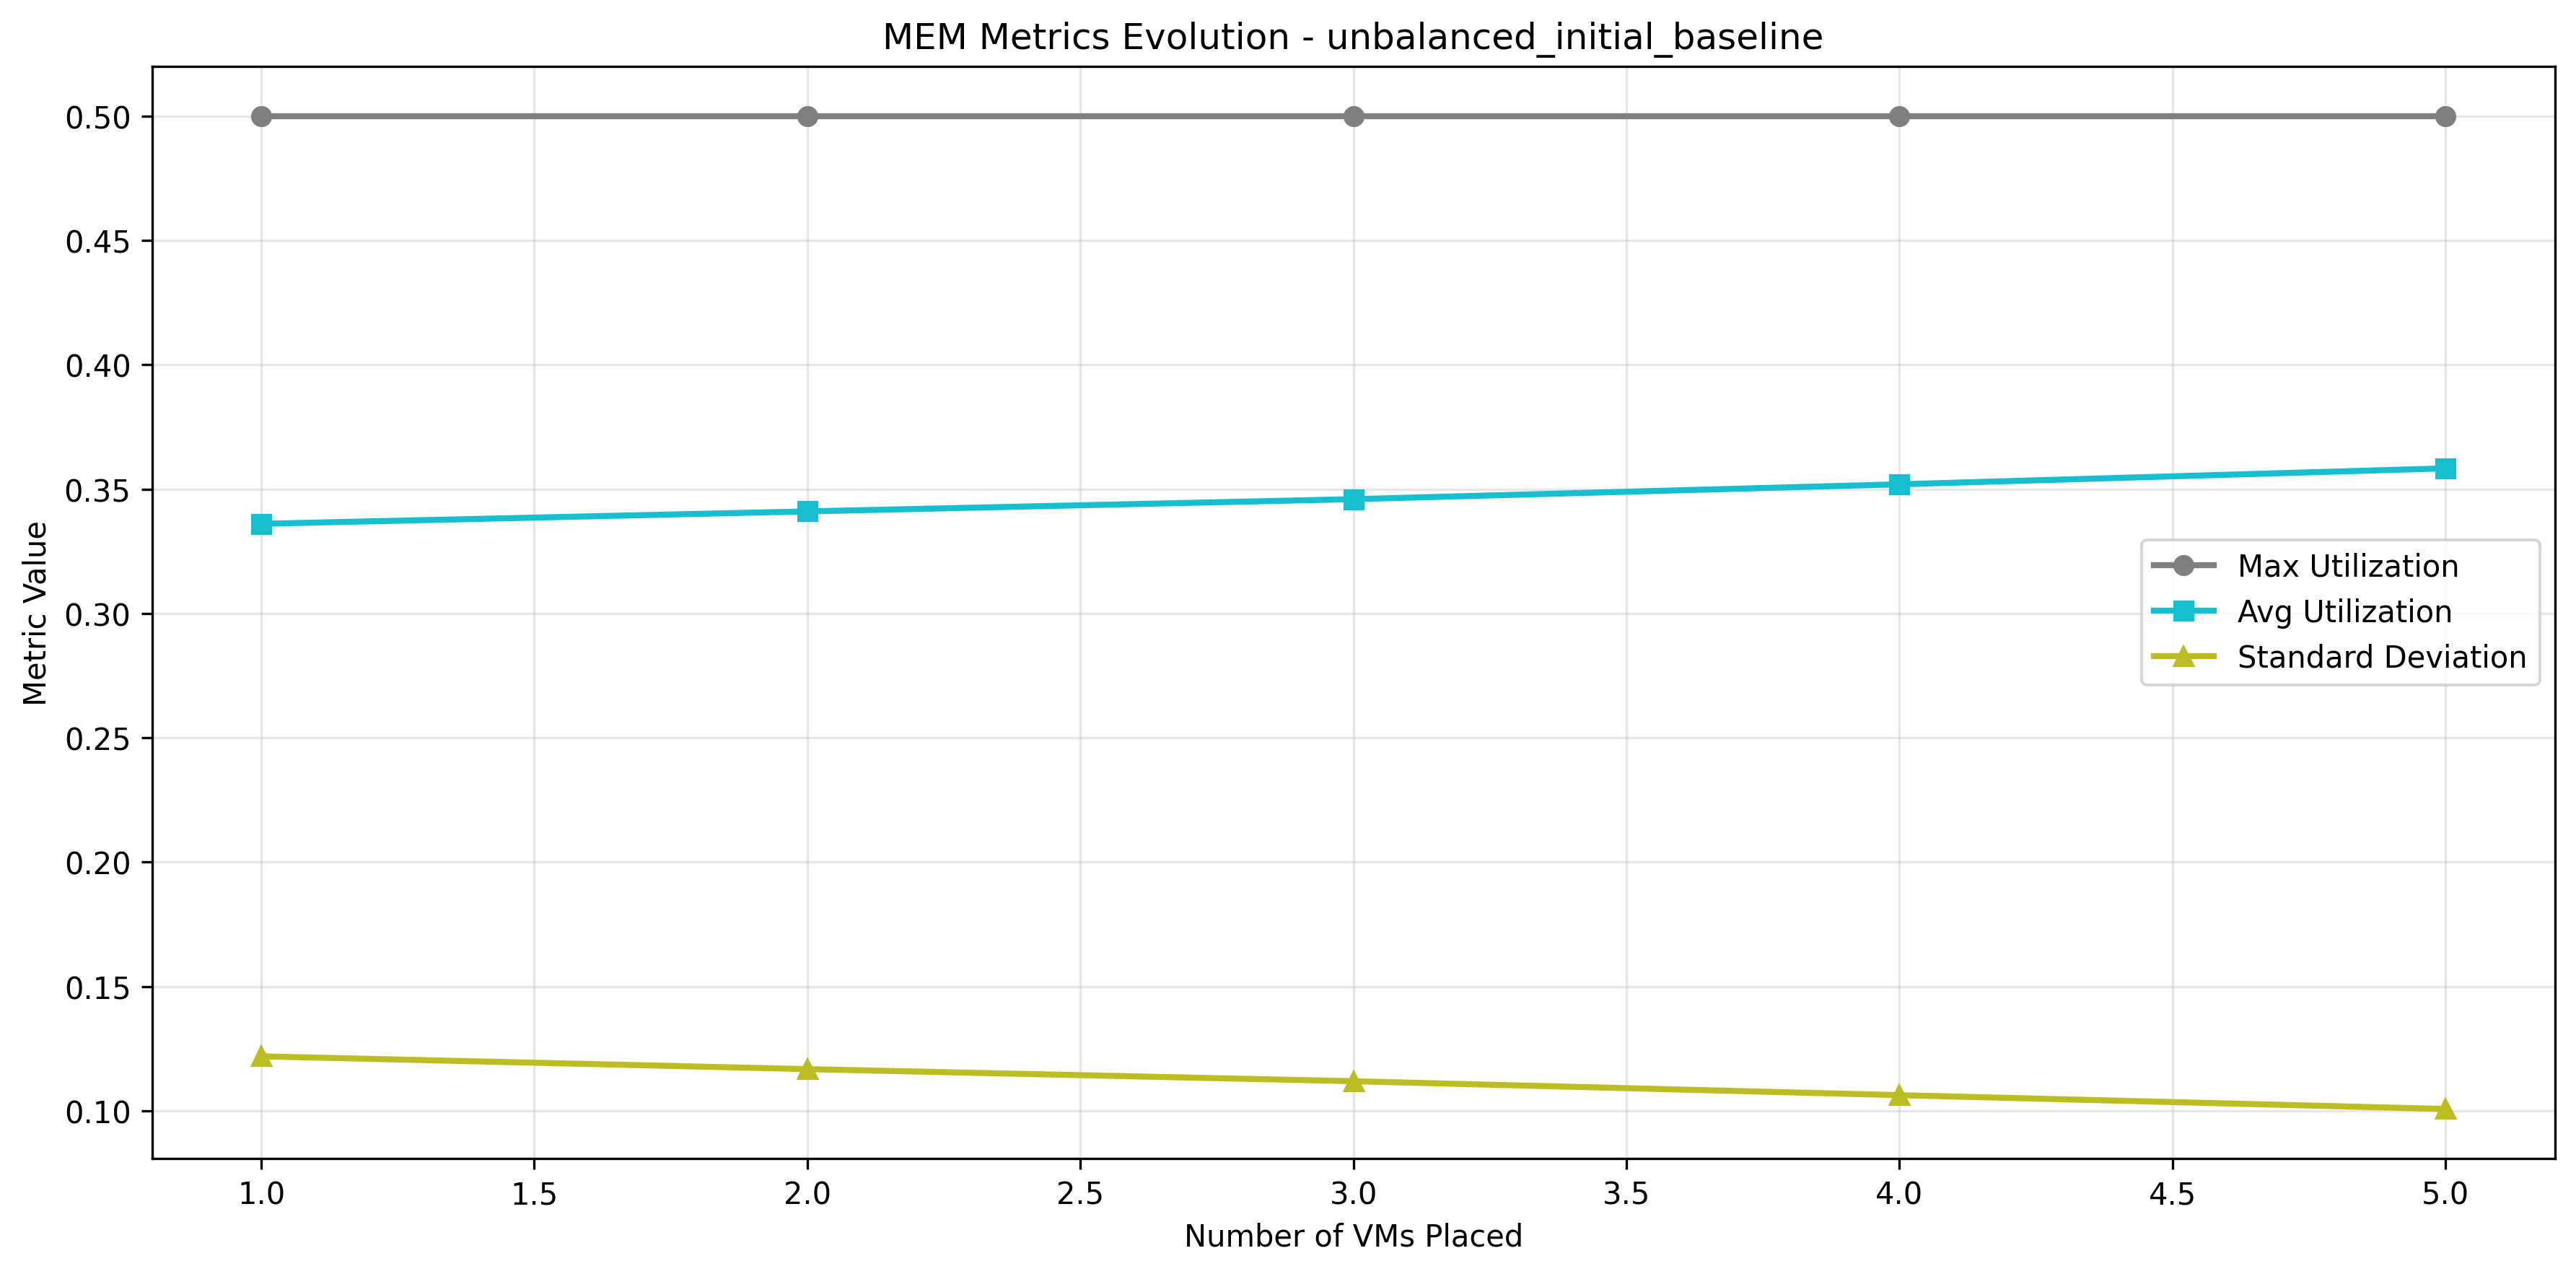 MEM Metrics Evolution - unbalanced_initial_baseline
Metric Value
0.50
0.45
0.40
0.35
0.30
0.25
0.20
0.15
0.10
Max Utilization
Avg Utilization
Standard Deviation
1.0 1.5 2.0 2.5 3.0 3.5 4.0 4.5 5.0
Number of VMs Placed